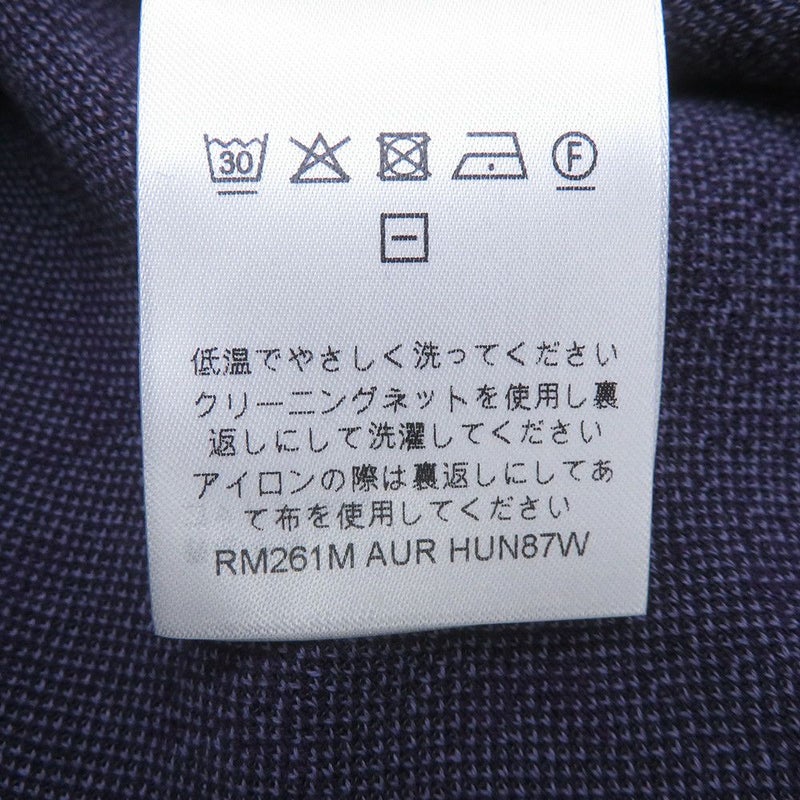 30
F
低温でやさしく洗ってください
クリーニングネットを使用し裏
返しにして洗濯してください
アイロンの際は裏返しにしてあ
て布を使用してください
RM261M AUR HUN87W